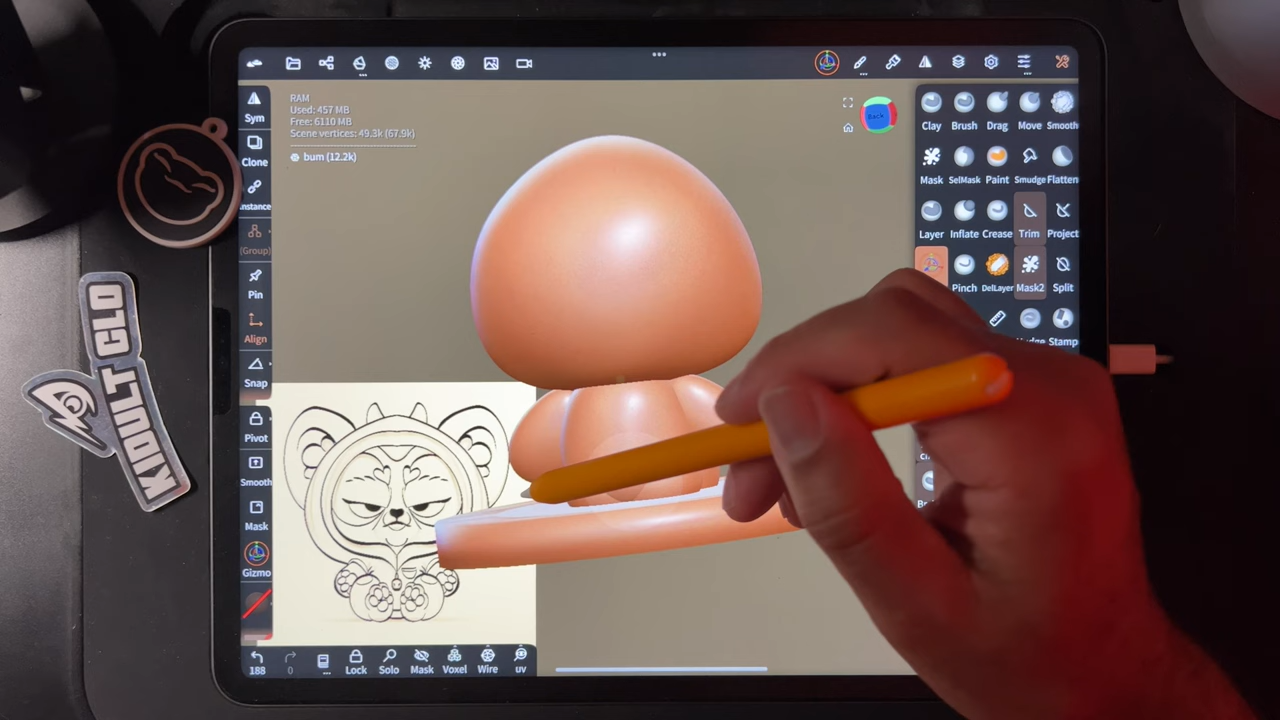 RAM
Used: 457 MB
Free: 6110 MB
Scene vertices: 49.3k (67.9k)
bum (12.2k)
Back
Sym
Clone
Instance
(Group)
Pin
Align
Snap
Pivot
Smooth
Mask
Gizmo
Clay Brush Drag Move Smooth
Mask SelMask Paint Smudge Flatten
Layer Inflate Crease Trim Project
Pinch DelLayer Mask2 Split
Stamp
188 0 Lock Solo Mask Voxel Wire uv
KIDULT CLO